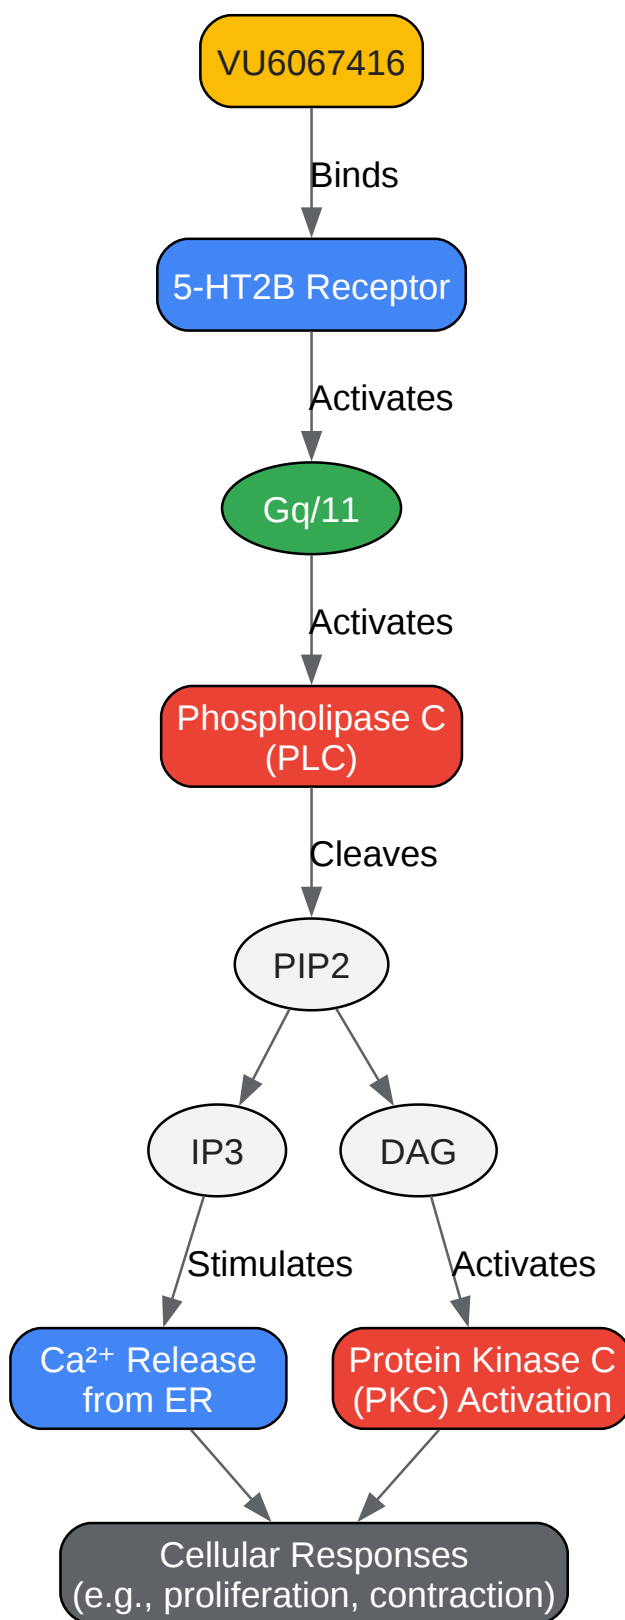 VU6067416
Binds
5-HT2B Receptor
Activates
Gq/11
Activates
Phospholipase C
(PLC)
Cleaves
PIP2
IP3
DAG
Stimulates
Activates
Ca²⁺ Release
from ER
Protein Kinase C
(PKC) Activation
Cellular Responses
(e.g., proliferation, contraction)